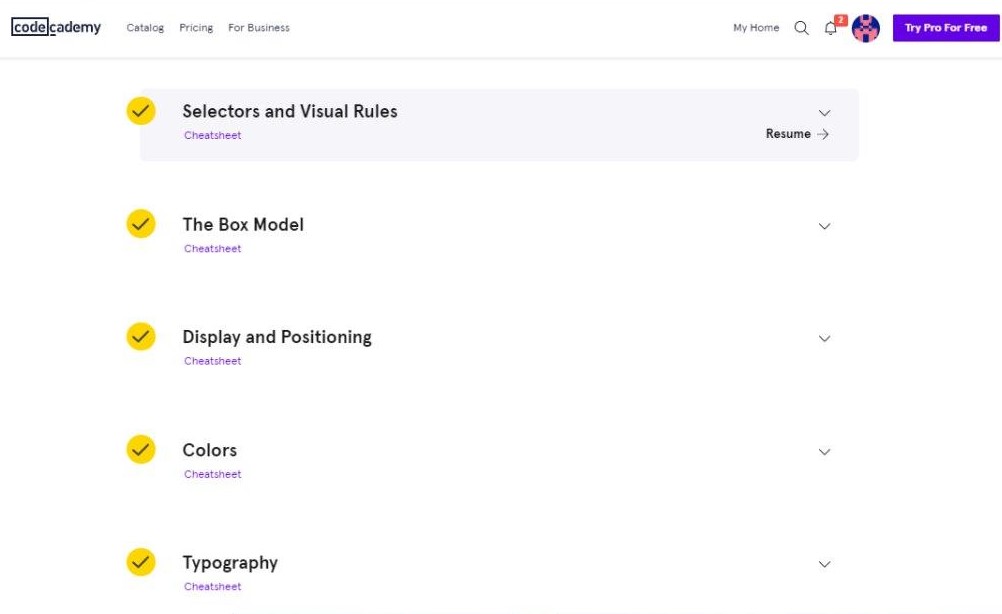 codecademy Catalog Pricing For Business My Home 2 Try Pro For Free
Selectors and Visual Rules
Cheatsheet
Resume
The Box Model
Cheatsheet
Display and Positioning
Cheatsheet
Colors
Cheatsheet
Typography
Cheatsheet